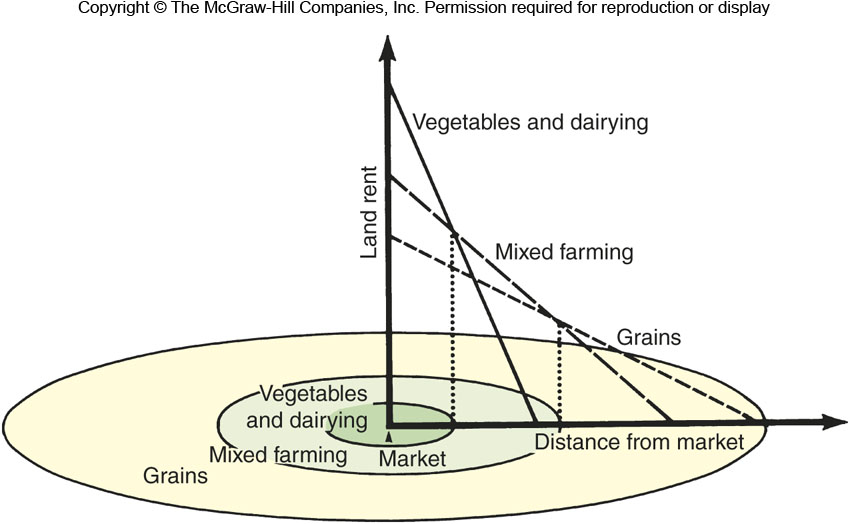 Copyright © The McGraw-Hill Companies, Inc. Permission required for reproduction or display
Vegetables and dairying
Land rent
Mixed farming
Grains
Vegetables
and dairying
Distance from market
Mixed farming
Market
Grains